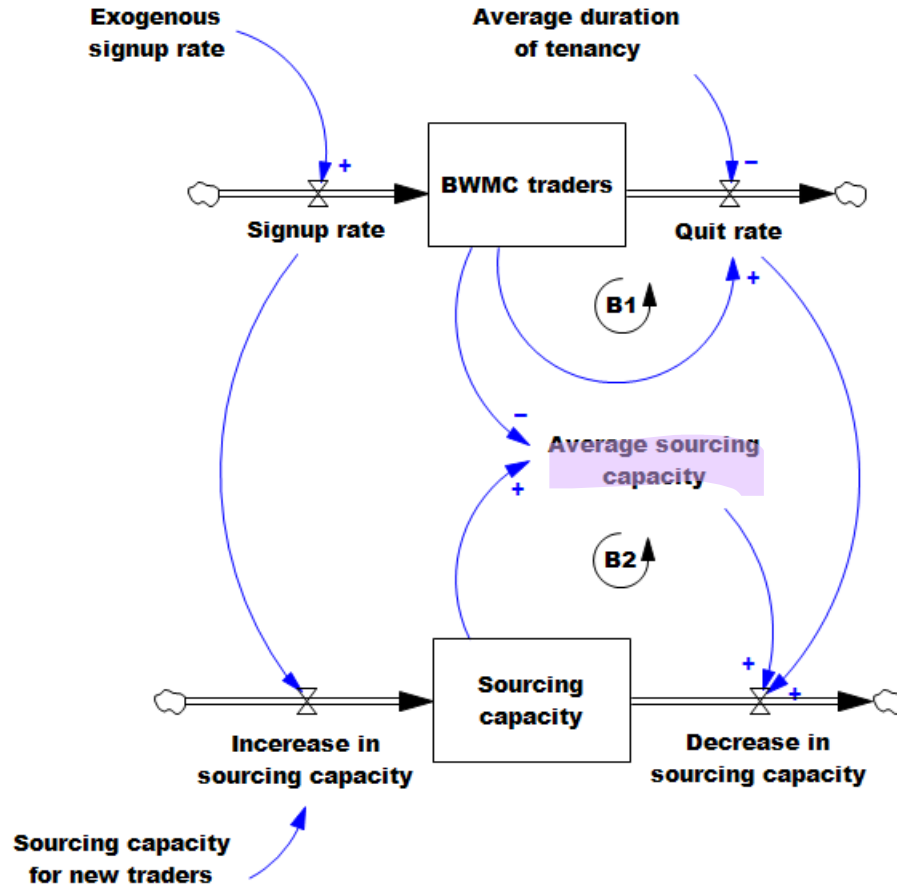 Exogenous
signup rate
Average duration
of tenancy
+
−
BWMC traders
Signup rate
Quit rate
+
B1
−
Average sourcing
capacity
+
B2
+
+
Sourcing
capacity
Incerease in
sourcing capacity
Decrease in
sourcing capacity
Sourcing capacity
for new traders